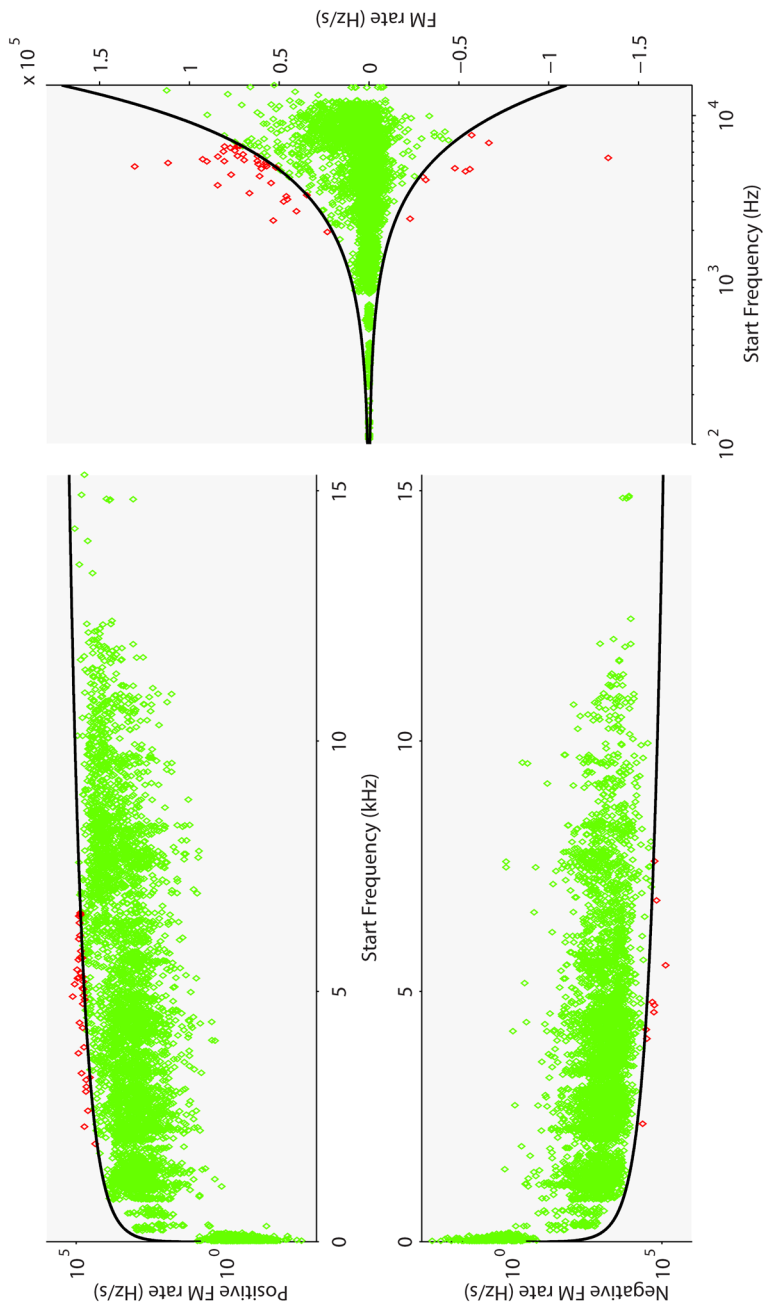 Positive FM rate (Hz/s)
10 5
10 0
0 5 10 15
Start Frequency (kHz)
0 5 10 15
Negative FM rate (Hz/s)
10 0
10 5
x 10 5
1.5
1
0.5
0
−0.5
−1
−1.5
FM rate (Hz/s)
10 2 10 3 10 4
Start Frequency (Hz)